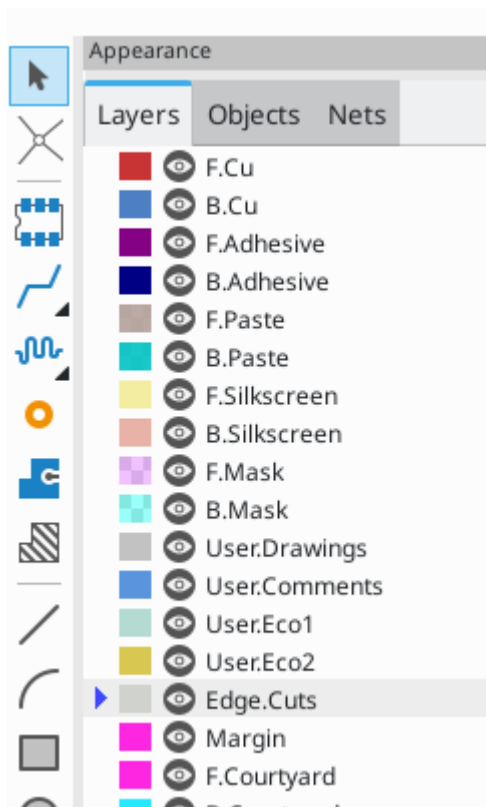 Appearance
Layers Objects Nets
F.Cu
B.Cu
F.Adhesive
B.Adhesive
F.Paste
B.Paste
F.Silkscreen
B.Silkscreen
F.Mask
B.Mask
User.Drawings
User.Comments
User.Eco1
User.Eco2
Edge.Cuts
Margin
F.Courtyard